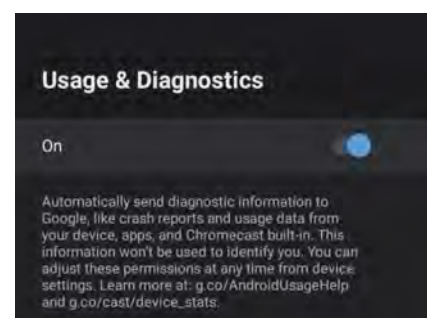 Usage & Diagnostics
On
Automatically send diagnostic information to
Google, like crash reports and usage data from
your device, apps, and Chromecast built-in. This
information won't be used to identify you. You can
adjust these permissions at any time from device
settings. Learn more at: g.co/AndroidUsageHelp
and g.co/cast/device_stats.